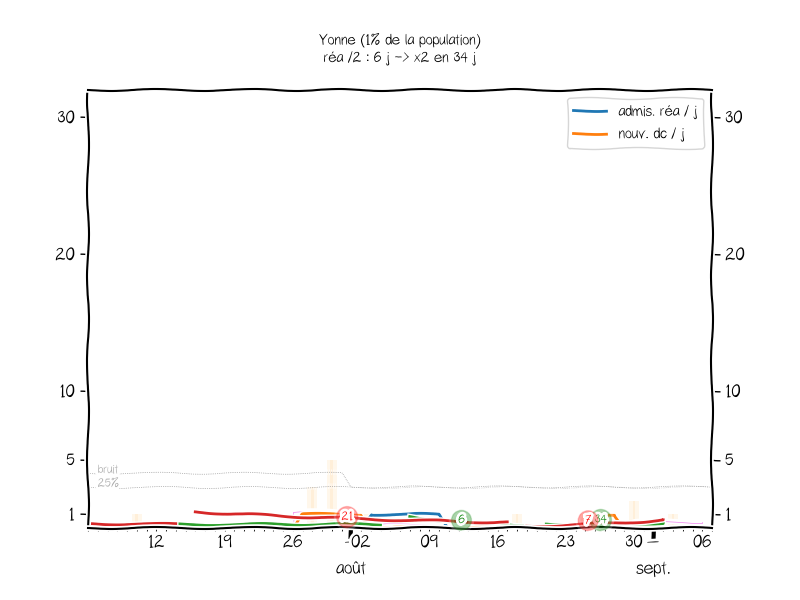 Yonne (1% de la population)
réa /2 : 6 j -> x2 en 34 j
admis. réa / j
nouv. dc / j
30 30
20 20
10 10
bruit
25%
5 5
1 1
21 6 7 34
12 19 26 02 09 16 23 30 06
août sept.